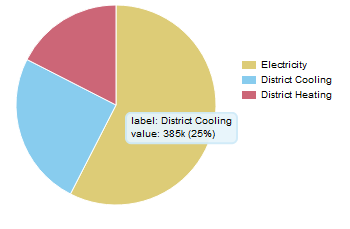 Electricity
District Cooling
District Heating
label: District Cooling
value: 385k (25%)